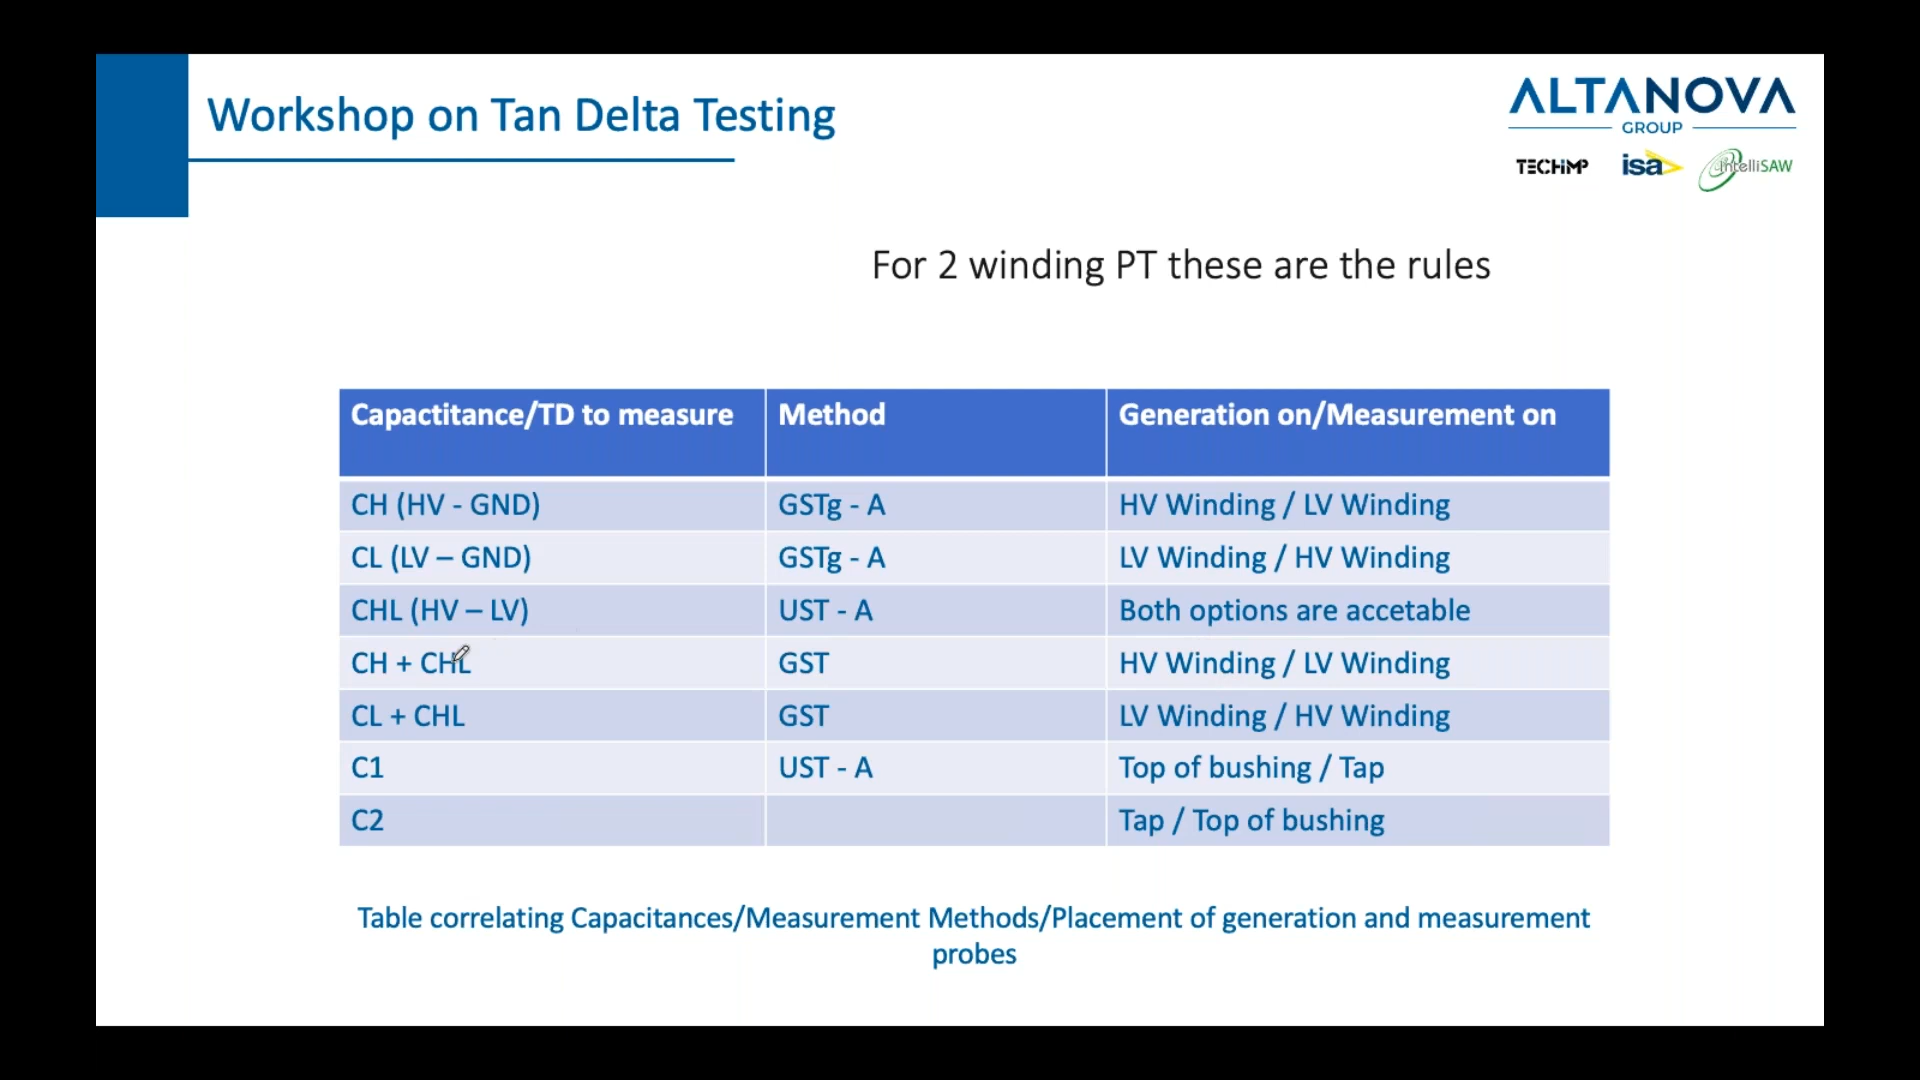 Workshop on Tan Delta Testing
ALTANOVA
GROUP
TECHIMP
isa
intelliSAW
For 2 winding PT these are the rules
Capactitance/TD to measure Method Generation on/Measurement on
CH (HV - GND) GSTg - A HV Winding / LV Winding
CL (LV – GND) GSTg - A LV Winding / HV Winding
CHL (HV – LV) UST - A Both options are accetable
CH + CHL GST HV Winding / LV Winding
CL + CHL GST LV Winding / HV Winding
C1 UST - A Top of bushing / Tap
C2 Tap / Top of bushing
Table correlating Capacitances/Measurement Methods/Placement of generation and measurement
probes